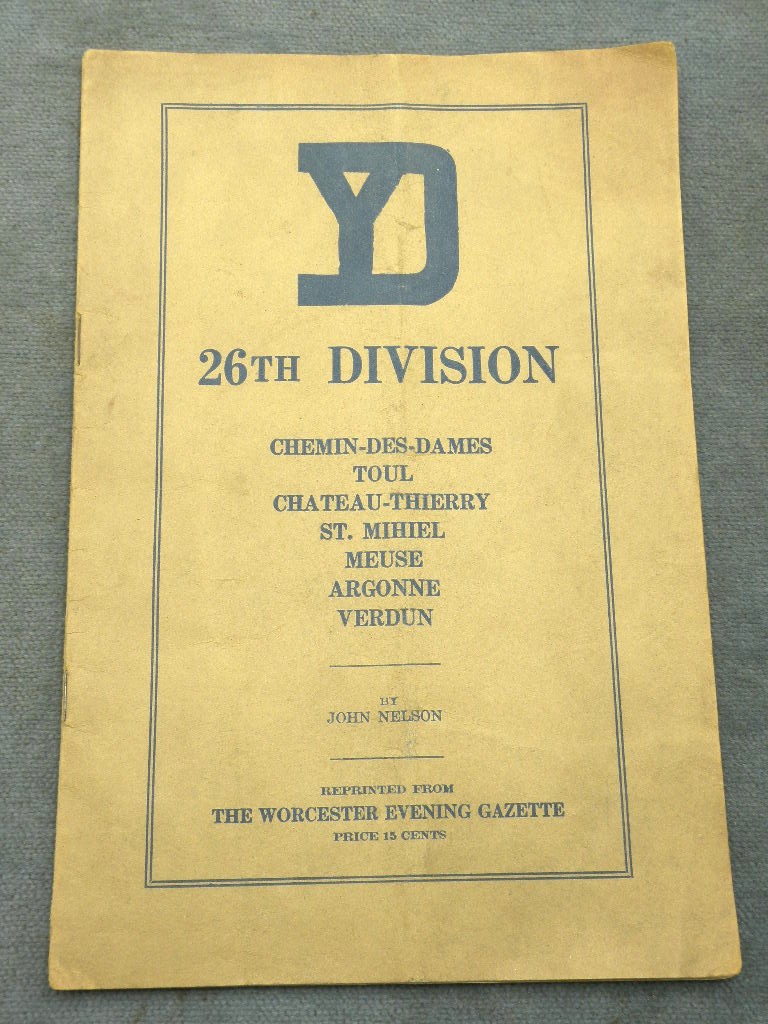 YD
26TH DIVISION
CHEMIN-DES-DAMES
TOUL
CHATEAU-THIERRY
ST. MIHIEL
MEUSE
ARGONNE
VERDUN
BY
JOHN NELSON
REPRINTED FROM
THE WORCESTER EVENING GAZETTE
PRICE 15 CENTS